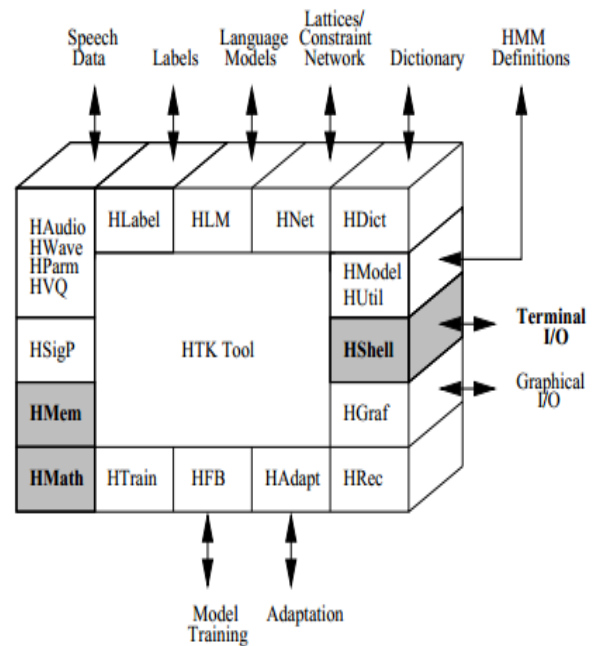 Speech
Data
Labels
Language
Models
Lattices/
Constraint
Network
Dictionary
HMM
Definitions
HAudio
HWave
HParm
HVQ
HLabel
HLM
HNet
HDict
HModel
HUtil
HSigP
HTK Tool
HShell
Terminal
I/O
Graphical
I/O
HMem
HGraf
HMath
HTrain
HFB
HAdapt
HRec
Model
Training
Adaptation